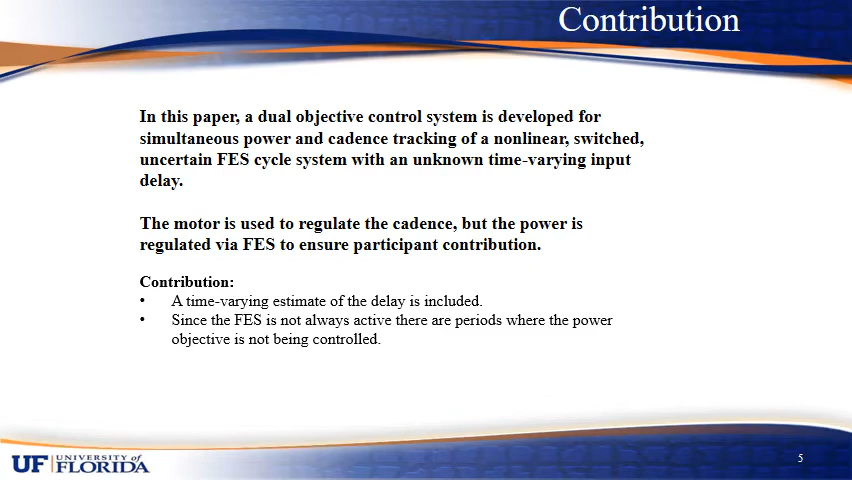 Contribution
In this paper, a dual objective control system is developed for
simultaneous power and cadence tracking of a nonlinear, switched,
uncertain FES cycle system with an unknown time-varying input
delay.
The motor is used to regulate the cadence, but the power is
regulated via FES to ensure participant contribution.
Contribution:
• A time-varying estimate of the delay is included.
• Since the FES is not always active there are periods where the power
objective is not being controlled.
UF UNIVERSITY of
FLORIDA
5